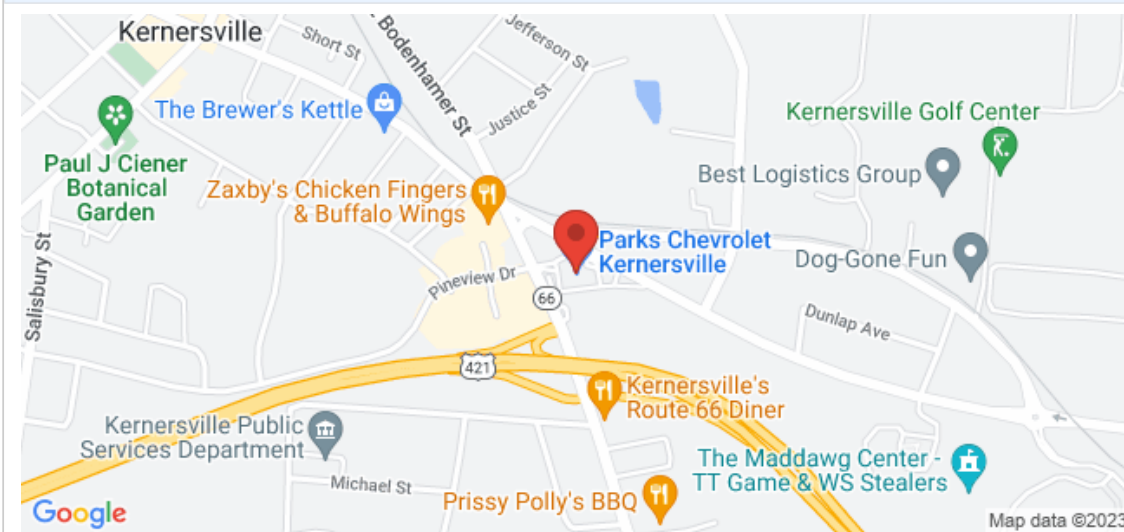 Kernersville
Short St
Bodenhamer St
Jefferson St
Justice St
The Brewer's Kettle
Kernersville Golf Center
Paul J Ciener
Botanical
Garden
Best Logistics Group
Zaxby's Chicken Fingers
& Buffalo Wings
Parks Chevrolet
Kernersville
Dog-Gone Fun
Pineview Dr
66
Salisbury St
Dunlap Ave
421
Kernersville's
Route 66 Diner
Kernersville Public
Services Department
The Maddawg Center -
TT Game & WS Stealers
Michael St
Prissy Polly's BBQ
Google
Map data ©2023